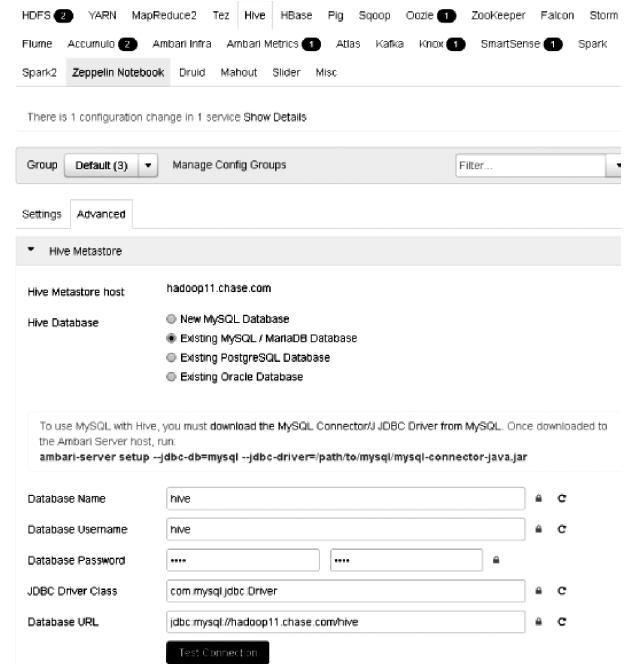 HDFS 2 YARN MapReduce2 Tez Hive HBase Pig Sqoop Oozie 1 ZooKeeper Falcon Storm
Flume Accumulo 2 Ambari Infra Ambari Metrics 1 Atlas Kafka Knox 1 SmartSense 1 Spark
Spark2 Zeppelin Notebook Druid Mahout Slider Misc
There is 1 configuration change in 1 service Show Details
Group Default (3) Manage Config Groups Filter...
Settings Advanced
Hive Metastore
Hive Metastore host hadoop11.chase.com
Hive Database New MySQL Database
Existing MySQL / MariaDB Database
Existing PostgreSQL Database
Existing Oracle Database
To use MySQL with Hive, you must download the MySQL Connector/J JDBC Driver from MySQL. Once downloaded to
the Ambari Server host, run:
ambari-server setup --jdbc-db=mysql --jdbc-driver=/path/to/mysql/mysql-connector-java.jar
Database Name hive
Database Username hive
Database Password •••• ••••
JDBC Driver Class com.mysql.jdbc.Driver
Database URL jdbc:mysql://hadoop11.chase.com/hive
Test Connection